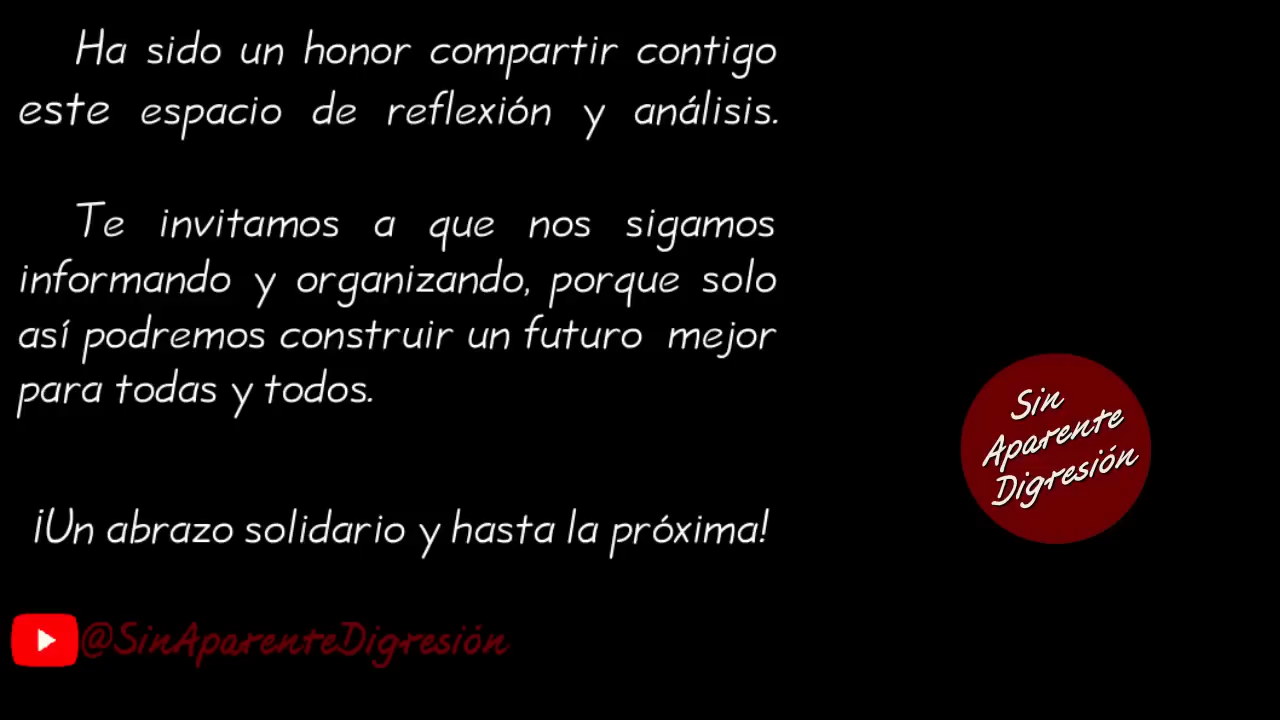 Ha sido un honor compartir contigo
este espacio de reflexión y análisis.
Te invitamos a que nos sigamos
informando y organizando, porque solo
así podremos construir un futuro mejor
para todas y todos.
¡Un abrazo solidario y hasta la próxima!
@SinAparenteDigresión
Sin
Aparente
Digresión